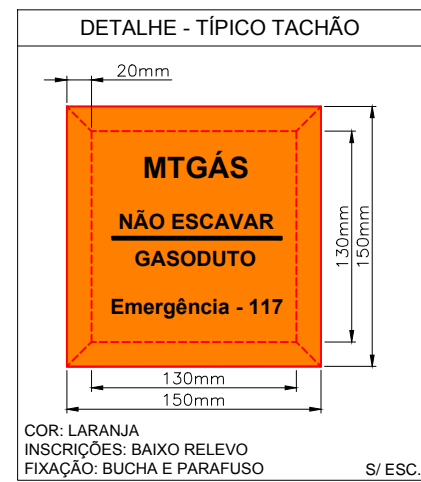 DETALHE - TÍPICO TACHÃO
20mm
MTGÁS
NÃO ESCAVAR
GASODUTO
Emergência - 117
130mm
150mm
130mm
150mm
COR: LARANJA
INSCRIÇÕES: BAIXO RELEVO
FIXAÇÃO: BUCHA E PARAFUSO
S/ ESC.